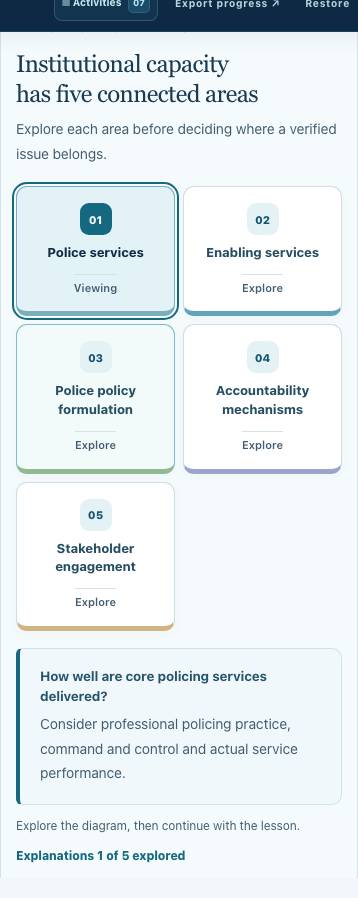 Activities 07 Export progress ↗ Restore
Institutional capacity
has five connected areas
Explore each area before deciding where a verified
issue belongs.
01
Police services
Viewing
02
Enabling services
Explore
03
Police policy
formulation
Explore
04
Accountability
mechanisms
Explore
05
Stakeholder
engagement
Explore
How well are core policing services
delivered?
Consider professional policing practice,
command and control and actual service
performance.
Explore the diagram, then continue with the lesson.
Explanations 1 of 5 explored